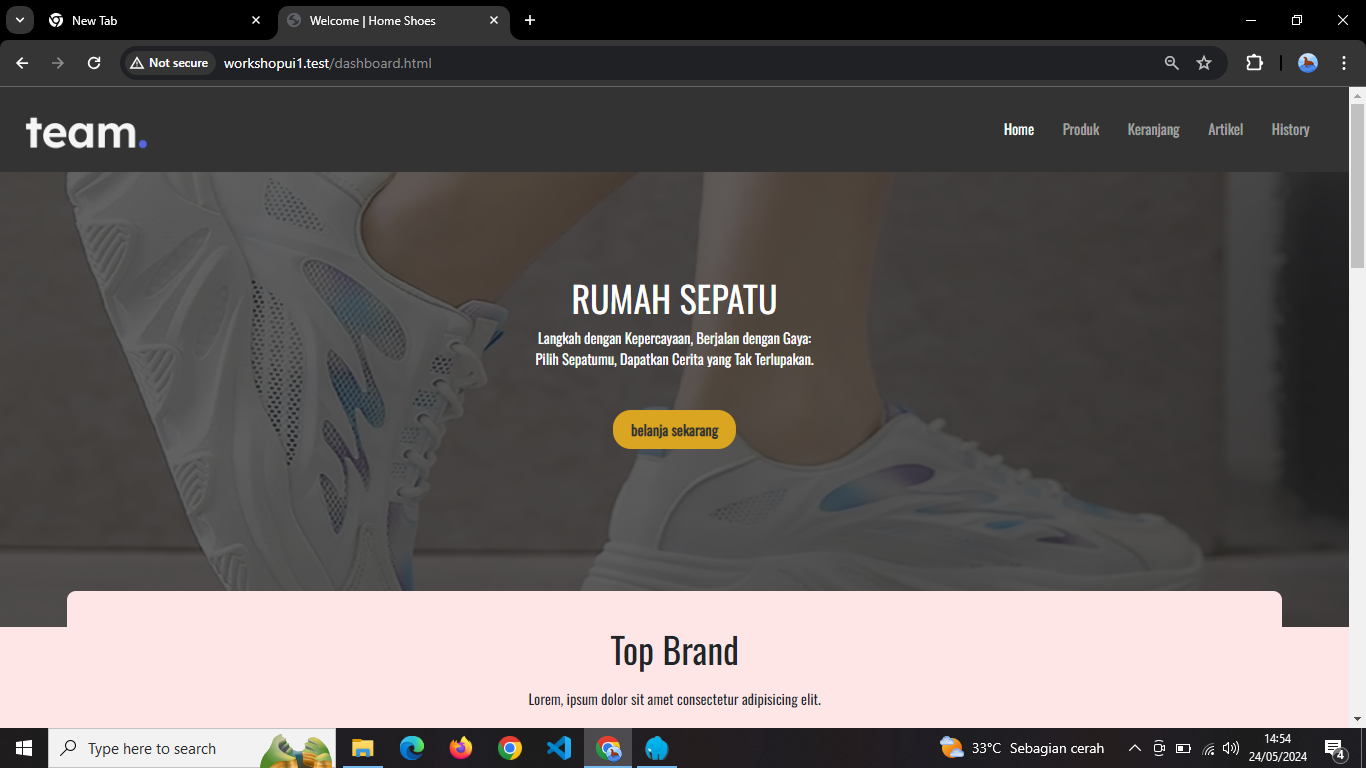 New Tab
Welcome | Home Shoes
Not secure
workshopui1.test/dashboard.html
team.
Home
Produk
Keranjang
Artikel
History
RUMAH SEPATU
Langkah dengan Kepercayaan, Berjalan dengan Gaya:
Pilih Sepatumu, Dapatkan Cerita yang Tak Terlupakan.
belanja sekarang
Top Brand
Lorem, ipsum dolor sit amet consectetur adipisicing elit.
Type here to search
33°C Sebagian cerah
14:54
24/05/2024
4